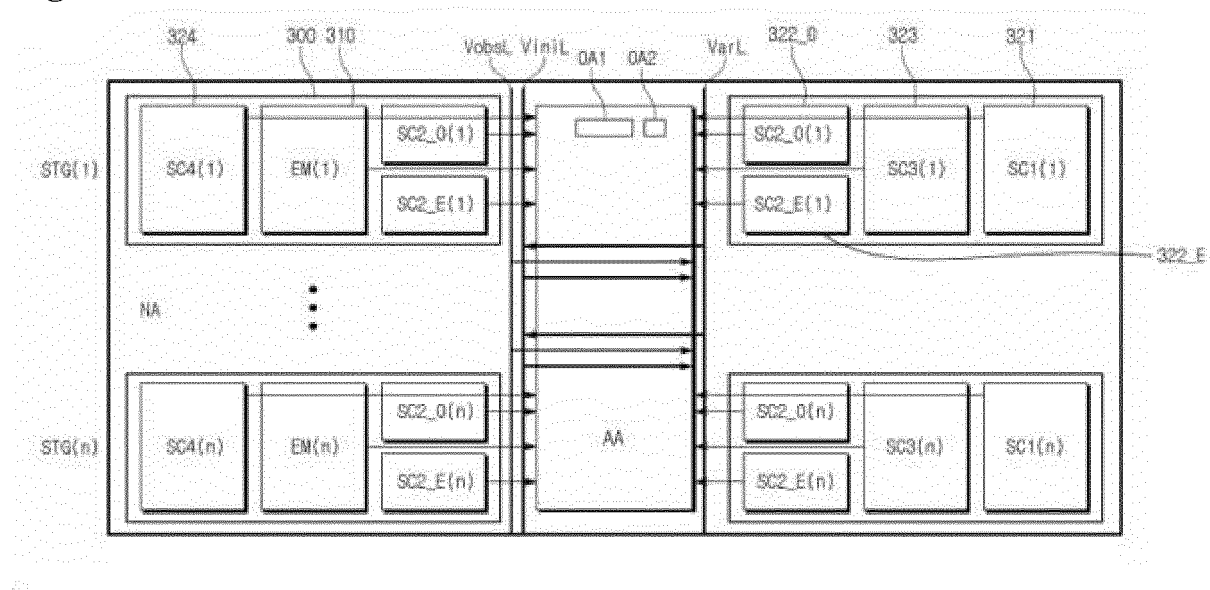 324
300 310
VobsL ViniL
OA1
OA2
VarL
322_O
323
321
STG(1)
SC4(1)
EM(1)
SC2_O(1)
SC2_E(1)
SC2_O(1)
SC2_E(1)
SC3(1)
SC1(1)
322_E
NA
STG(n)
SC4(n)
EM(n)
SC2_O(n)
SC2_E(n)
AA
SC2_O(n)
SC2_E(n)
SC3(n)
SC1(n)